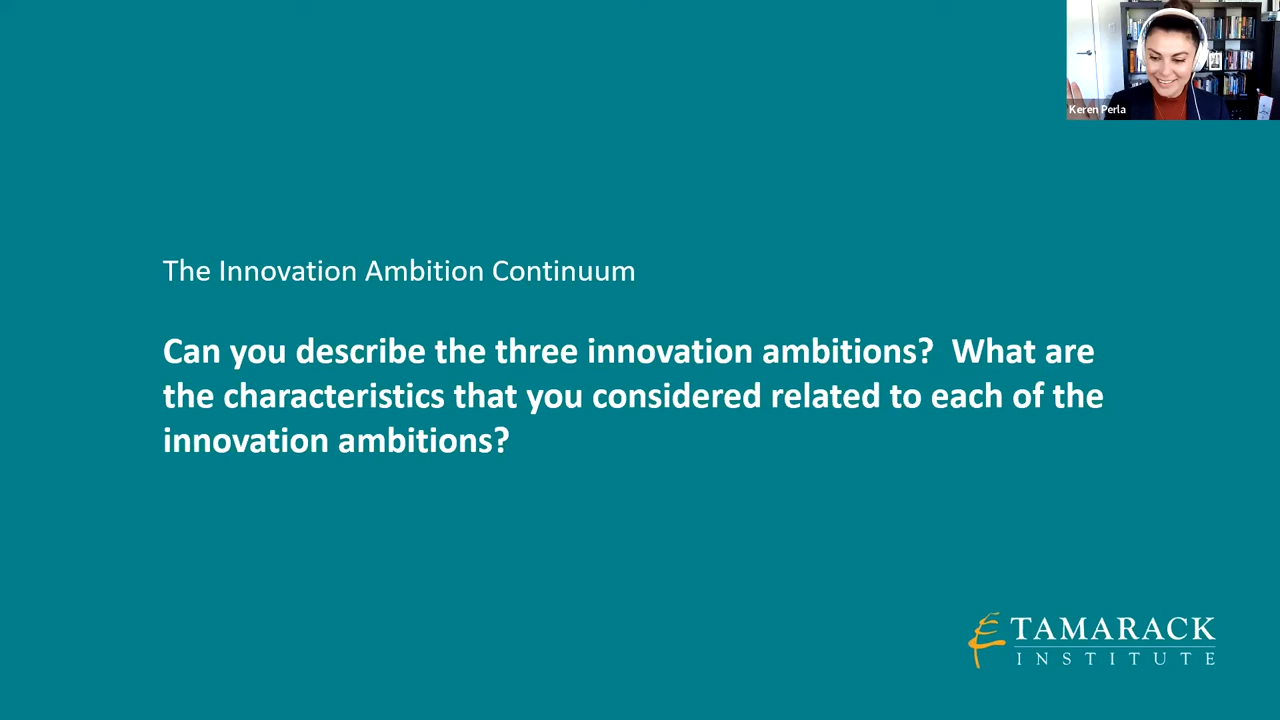 Keren Perla
The Innovation Ambition Continuum
Can you describe the three innovation ambitions?  What are
the characteristics that you considered related to each of the
innovation ambitions?
TAMARACK
INSTITUTE